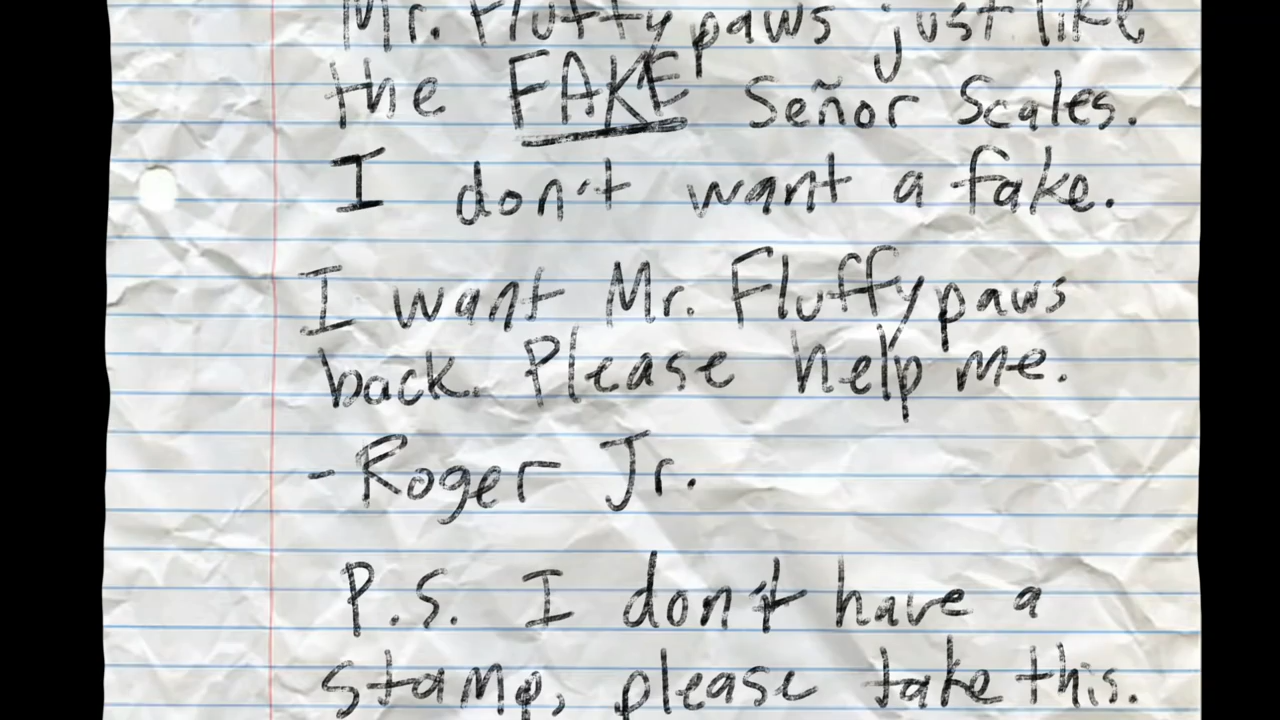 Mr. Fluffypaws just like
the FAKE Señor Scales.
I don't want a fake.
I want Mr. Fluffypaws
back. Please help me.
-Roger Jr.
P.S. I don't have a
stamp, please take this.